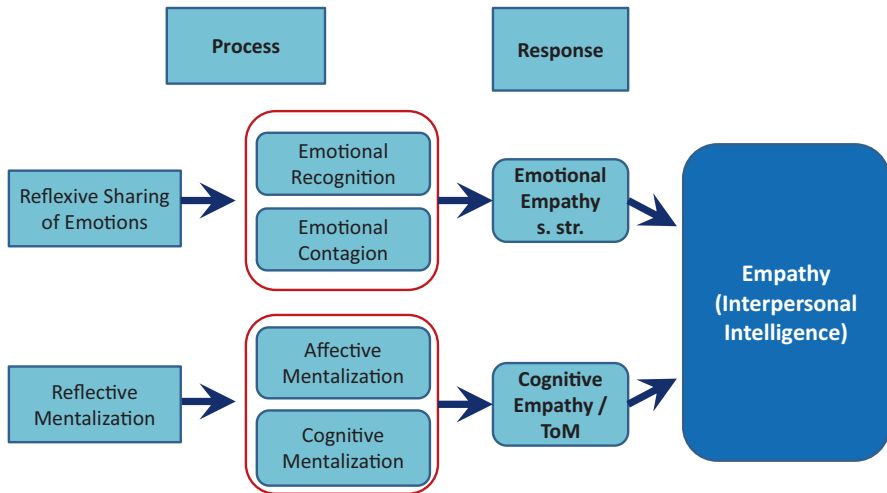 Process
Response
Reflexive Sharing
of Emotions
Emotional
Recognition
Emotional
Contagion
Emotional
Empathy
s. str.
Empathy
(Interpersonal
Intelligence)
Reflective
Mentalization
Affective
Mentalization
Cognitive
Mentalization
Cognitive
Empathy /
ToM